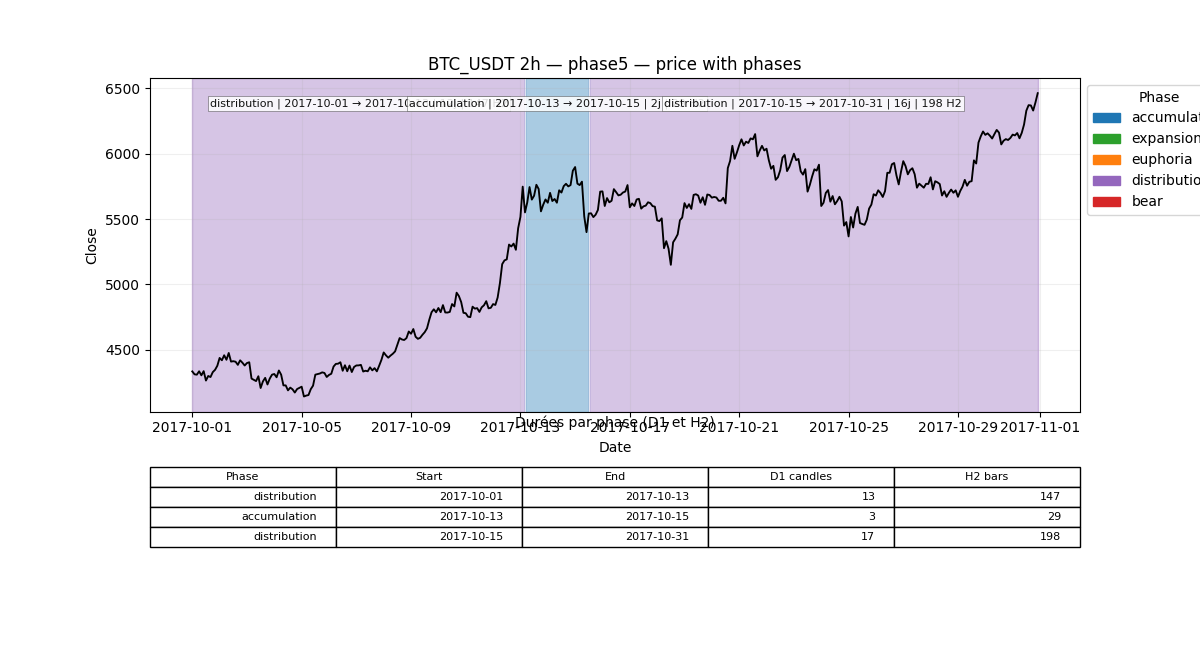 BTC_USDT 2h — phase5 — price with phases
distribution | 2017-10-01 → 2017-10
accumulation | 2017-10-13 → 2017-10-15 | 2j
distribution | 2017-10-15 → 2017-10-31 | 16j | 198 H2
Phase
accumulat
expansion
euphoria
distributio
bear
6500
6000
5500
5000
4500
Close
2017-10-01 2017-10-05 2017-10-09 2017-10-13 2017-10-17 2017-10-21 2017-10-25 2017-10-29 2017-11-01
Durées par phase (D1 et H2)
Date
Phase Start End D1 candles H2 bars
distribution 2017-10-01 2017-10-13 13 147
accumulation 2017-10-13 2017-10-15 3 29
distribution 2017-10-15 2017-10-31 17 198